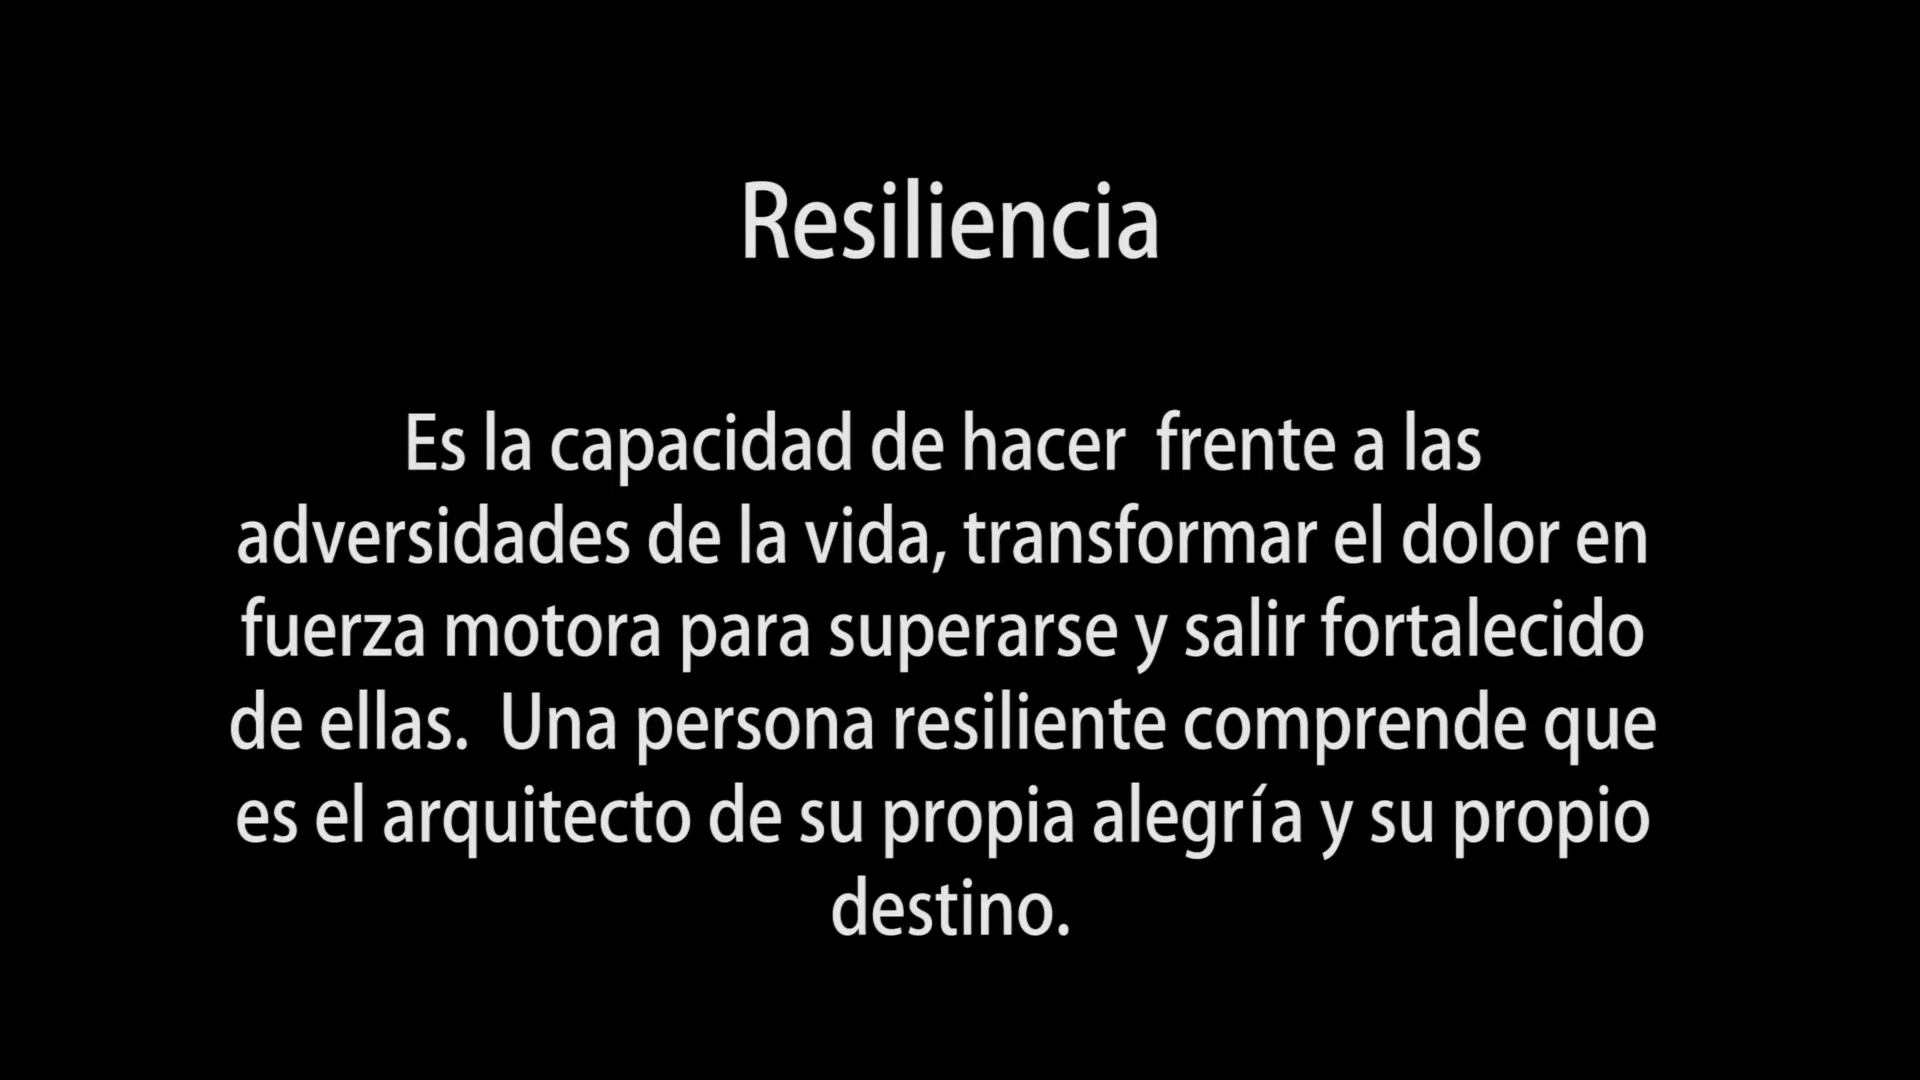 Resiliencia
Es la capacidad de hacer  frente a las
adversidades de la vida, transformar el dolor en
fuerza motora para superarse y salir fortalecido
de ellas.  Una persona resiliente comprende que
es el arquitecto de su propia alegría y su propio
destino.